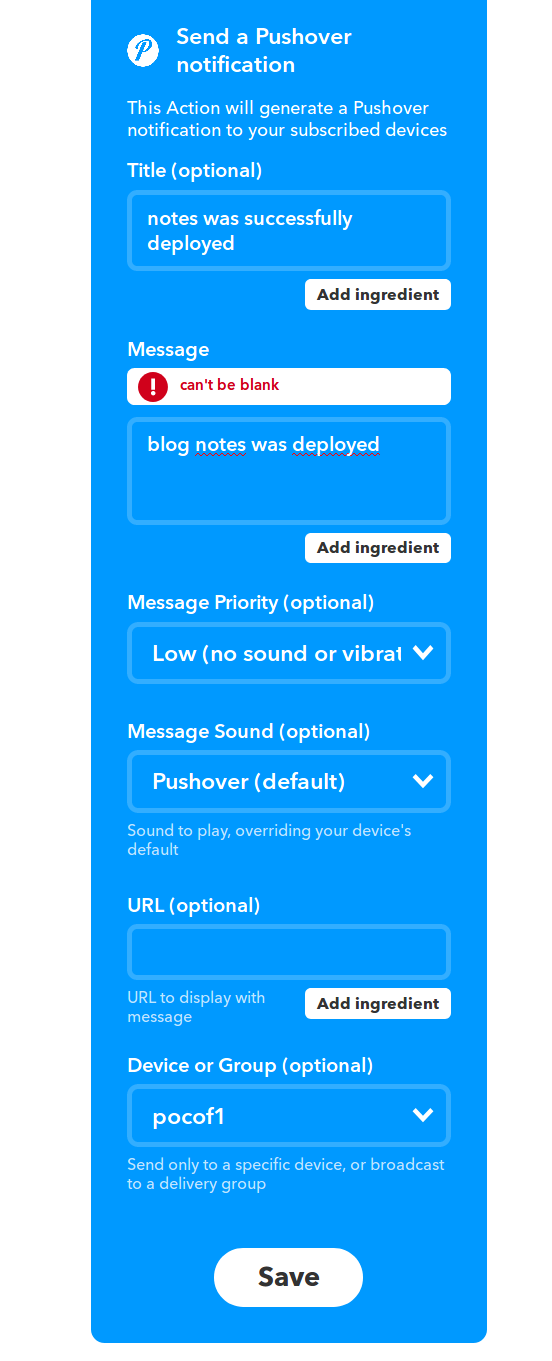 Send a Pushover
notification
This Action will generate a Pushover
notification to your subscribed devices
Title (optional)
notes was successfully
deployed
Add ingredient
Message
can't be blank
blog notes was deployed
Add ingredient
Message Priority (optional)
Low (no sound or vibrat
Message Sound (optional)
Pushover (default)
Sound to play, overriding your device's
default
URL (optional)
URL to display with
message
Add ingredient
Device or Group (optional)
pocof1
Send only to a specific device, or broadcast
to a delivery group
Save